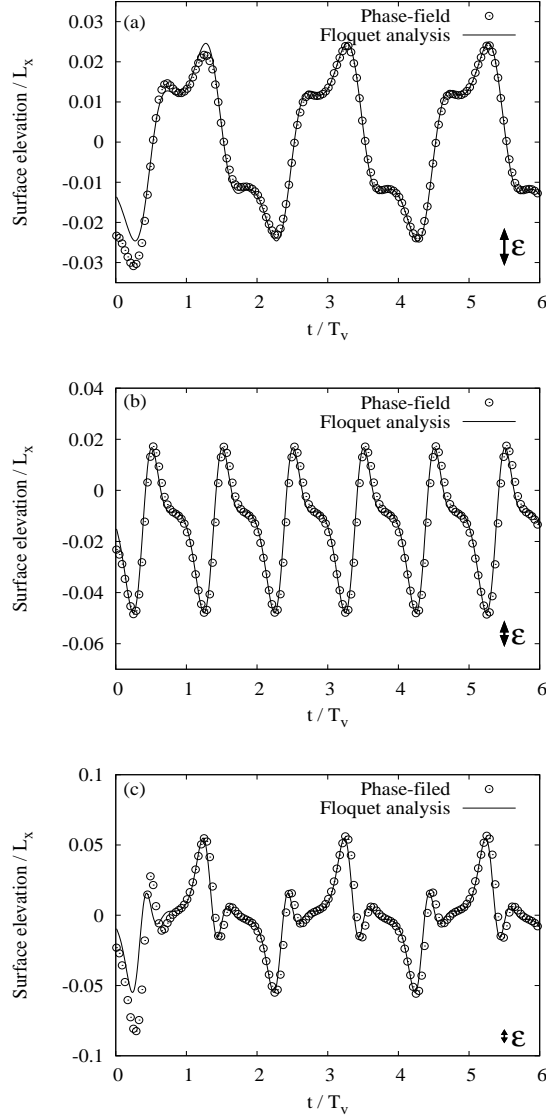 (a)
Phase-field
Floquet analysis
0.03
0.02
0.01
0
-0.01
-0.02
-0.03
Surface elevation / L_x
ε
0 1 2 3 4 5 6
t / T_v
(b)
Phase-field
Floquet analysis
0.04
0.02
0
-0.02
-0.04
-0.06
Surface elevation / L_x
ε
0 1 2 3 4 5 6
t / T_v
(c)
Phase-filed
Floquet analysis
0.1
0.05
0
-0.05
-0.1
Surface elevation / L_x
ε
0 1 2 3 4 5 6
t / T_v